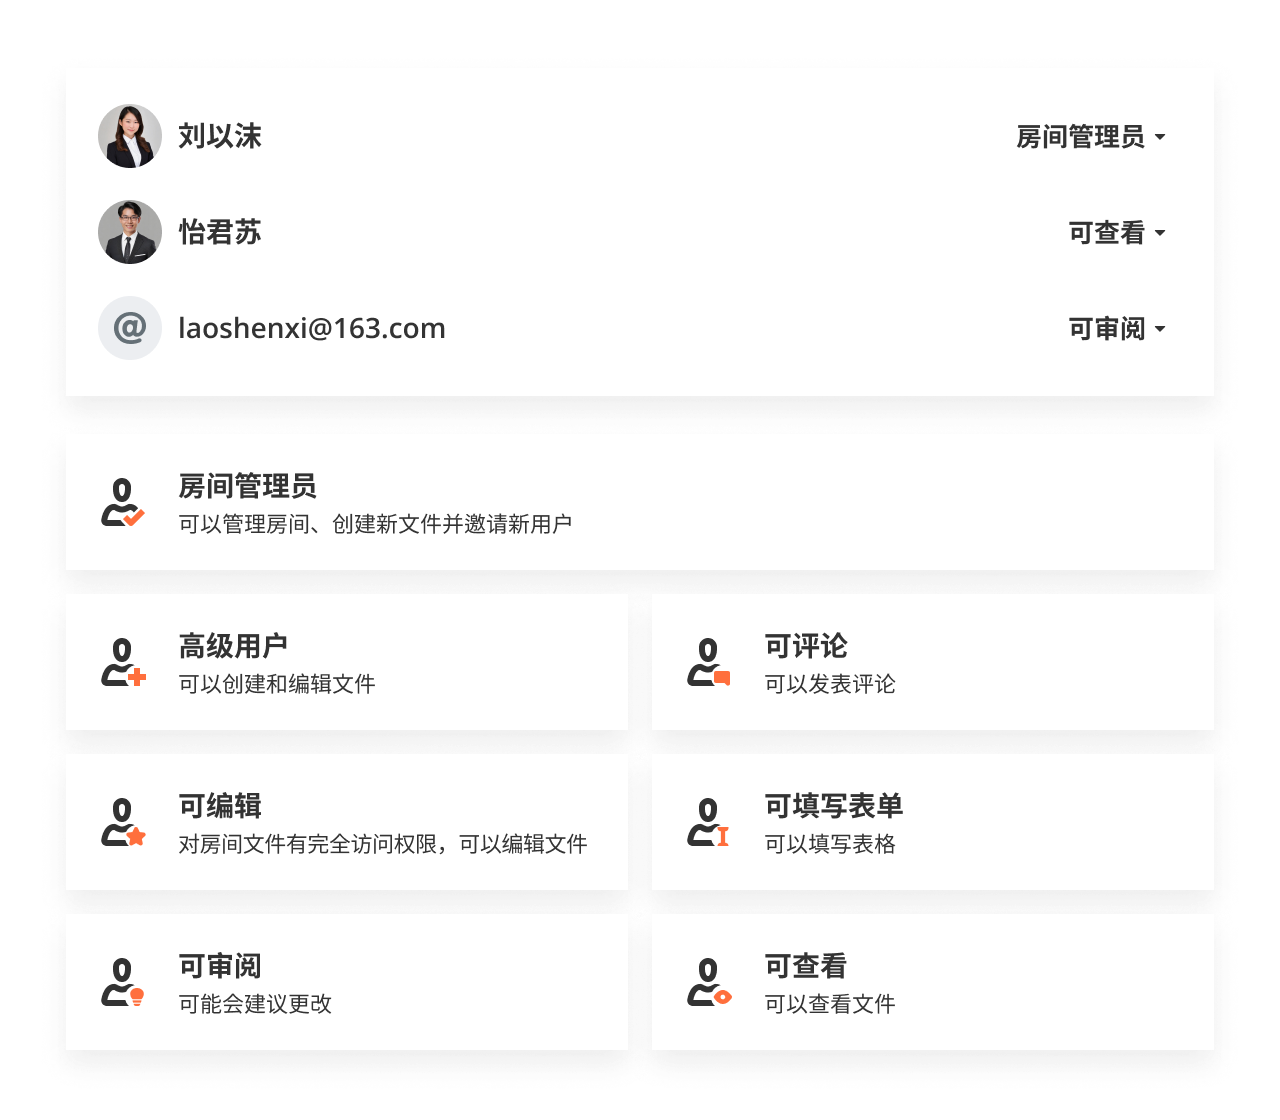 刘以沫
房间管理员
怡君苏
可查看
@
laoshenxi@163.com
可审阅
房间管理员
可以管理房间、创建新文件并邀请新用户
高级用户
可以创建和编辑文件
可评论
可以发表评论
可编辑
对房间文件有完全访问权限，可以编辑文件
可填写表单
可以填写表格
可审阅
可能会建议更改
可查看
可以查看文件